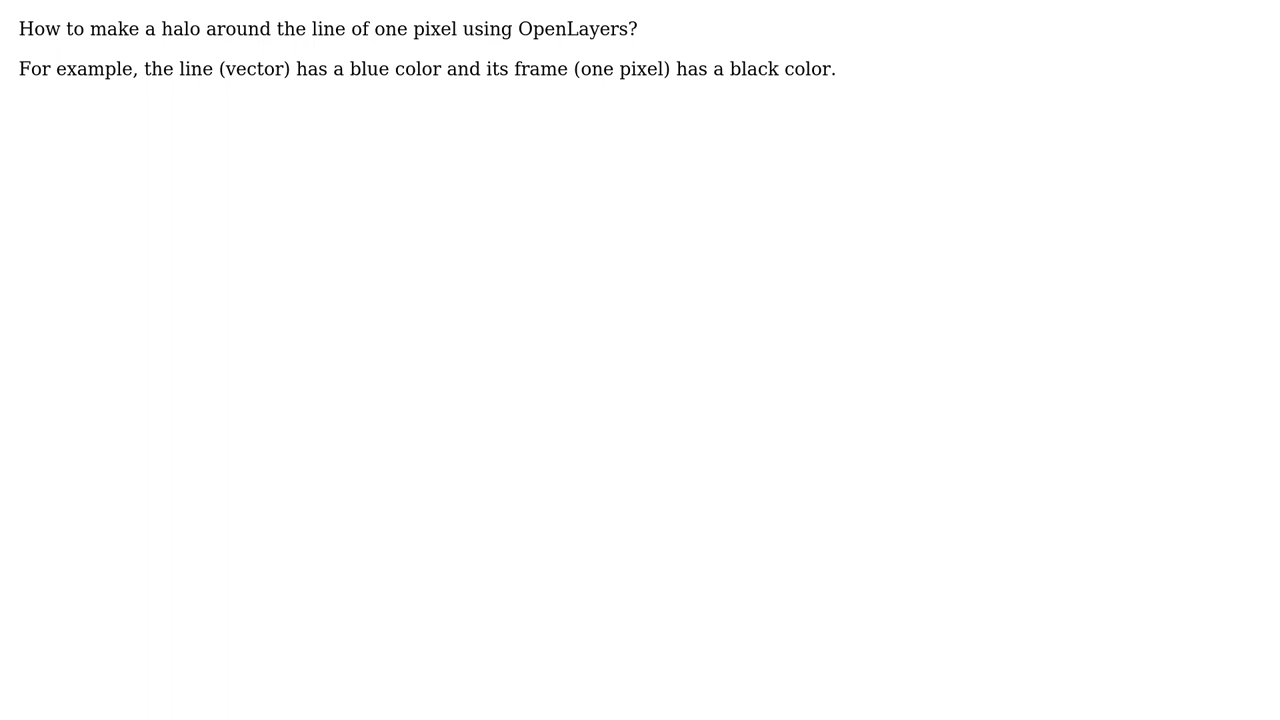 How to make a halo around the line of one pixel using OpenLayers?
For example, the line (vector) has a blue color and its frame (one pixel) has a black color.